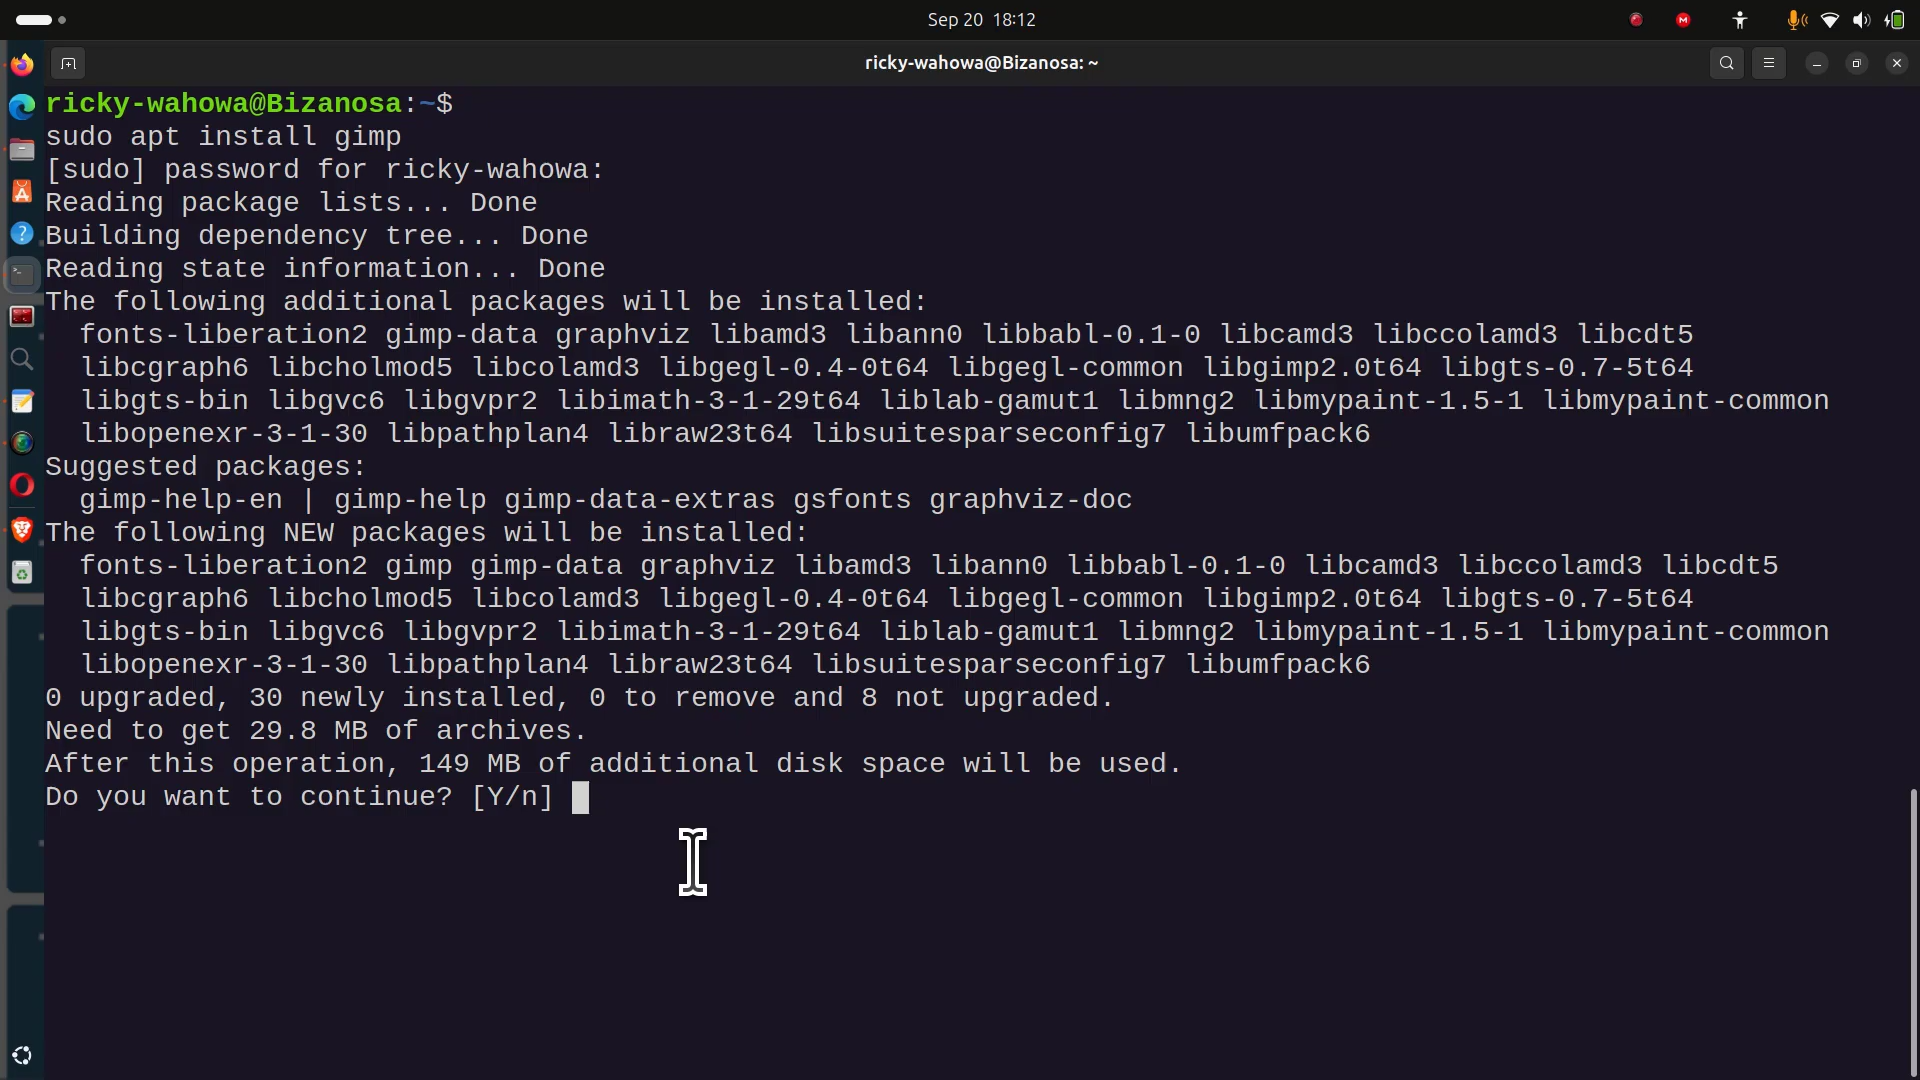 Sep 20 18:12
ricky-wahowa@Bizanosa: ~
ricky-wahowa@Bizanosa:~$
sudo apt install gimp
[sudo] password for ricky-wahowa:
Reading package lists... Done
Building dependency tree... Done
Reading state information... Done
The following additional packages will be installed:
  fonts-liberation2 gimp-data graphviz libamd3 libann0 libbabl-0.1-0 libcamd3 libccolamd3 libcdt5
  libcgraph6 libcholmod5 libcolamd3 libgegl-0.4-0t64 libgegl-common libgimp2.0t64 libgts-0.7-5t64
  libgts-bin libgvc6 libgvpr2 libimath-3-1-29t64 liblab-gamut1 libmng2 libmypaint-1.5-1 libmypaint-common
  libopenexr-3-1-30 libpathplan4 libraw23t64 libsuitesparseconfig7 libumfpack6
Suggested packages:
  gimp-help-en | gimp-help gimp-data-extras gsfonts graphviz-doc
The following NEW packages will be installed:
  fonts-liberation2 gimp gimp-data graphviz libamd3 libann0 libbabl-0.1-0 libcamd3 libccolamd3 libcdt5
  libcgraph6 libcholmod5 libcolamd3 libgegl-0.4-0t64 libgegl-common libgimp2.0t64 libgts-0.7-5t64
  libgts-bin libgvc6 libgvpr2 libimath-3-1-29t64 liblab-gamut1 libmng2 libmypaint-1.5-1 libmypaint-common
  libopenexr-3-1-30 libpathplan4 libraw23t64 libsuitesparseconfig7 libumfpack6
0 upgraded, 30 newly installed, 0 to remove and 8 not upgraded.
Need to get 29.8 MB of archives.
After this operation, 149 MB of additional disk space will be used.
Do you want to continue? [Y/n]